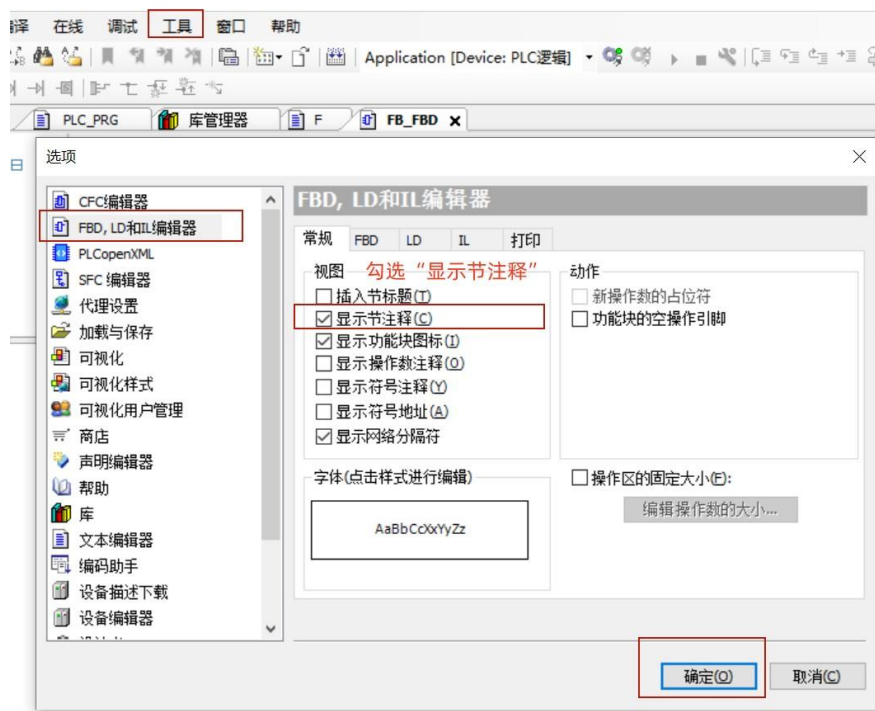 译 在线 调试 工具 窗口 帮助
Application [Device: PLC逻辑]
PLC_PRG 库管理器 F FB_FBD
选项
CFC编辑器
FBD, LD和IL编辑器
PLCopenXML
SFC 编辑器
代理设置
加载与保存
可视化
可视化样式
可视化用户管理
商店
声明编辑器
帮助
库
文本编辑器
编码助手
设备描述下载
设备编辑器
FBD, LD和IL编辑器
常规 FBD LD IL 打印
视图 勾选“显示节注释”
插入节标题(T)
显示节注释(C)
显示功能块图标(I)
显示操作数注释(O)
显示符号注释(Y)
显示符号地址(A)
显示网络分隔符
动作
新操作数的占位符
功能块的空操作引脚
字体(点击样式进行编辑)
AaBbCcXxYyZz
操作区的固定大小(F):
编辑操作数的大小...
确定(O) 取消(C)